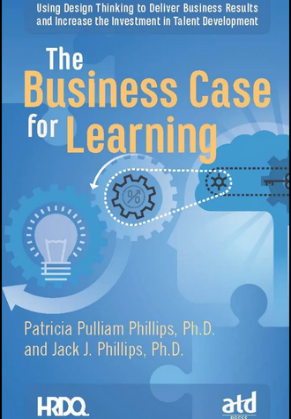 Using Design Thinking to Deliver Business Results
and Increase the Investment in Talent Development
The
Business Case
for Learning
Patricia Pulliam Phillips, Ph.D.
and Jack J. Phillips, Ph.D.
HRDQ
atd
PRESS